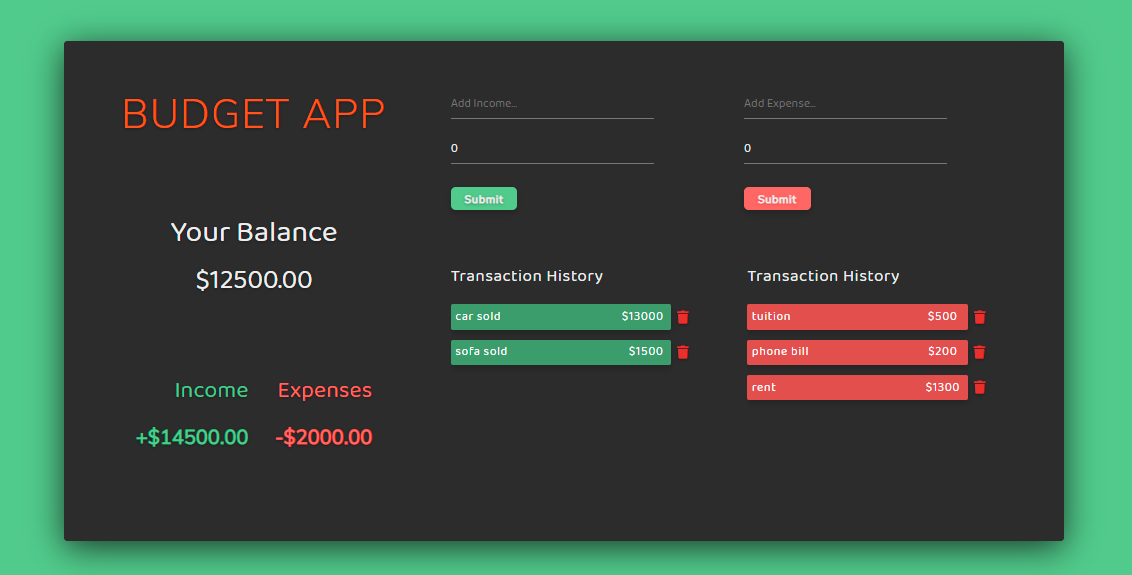 BUDGET APP
Your Balance
$12500.00
Income Expenses
+$14500.00 -$2000.00
Add Income...
0
Submit
Transaction History
car sold $13000
sofa sold $1500
Add Expense...
0
Submit
Transaction History
tuition $500
phone bill $200
rent $1300